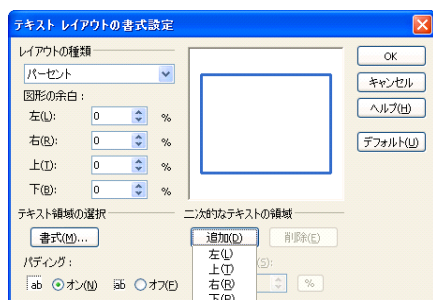 テキスト レイアウトの書式設定
レイアウトの種類
パーセント
図形の余白:
左(L): 0 %
右(R): 0 %
上(T): 0 %
下(B): 0 %
OK
キャンセル
ヘルプ(H)
デフォルト(U)
テキスト領域の選択
書式(M)...
パディング:
ab オン(N) ab オフ(F)
二次的なテキストの領域
追加(D) 削除(E)
左(L)
上(T) (S):
右(R) %
下(B)